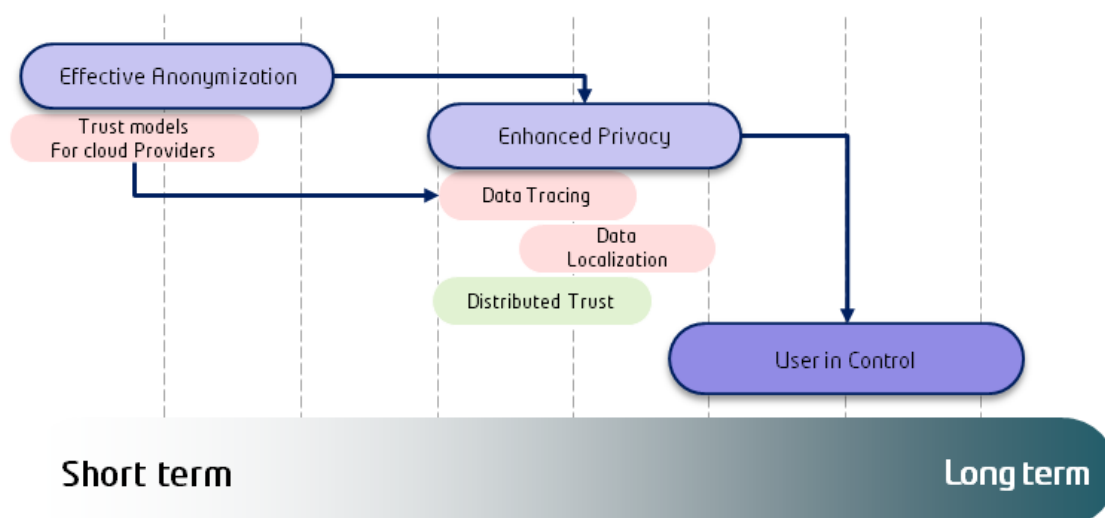 Effective Anonymization
Trust models
For cloud Providers
Enhanced Privacy
Data Tracing
Data
Localization
Distributed Trust
User in Control
Short term
Long term